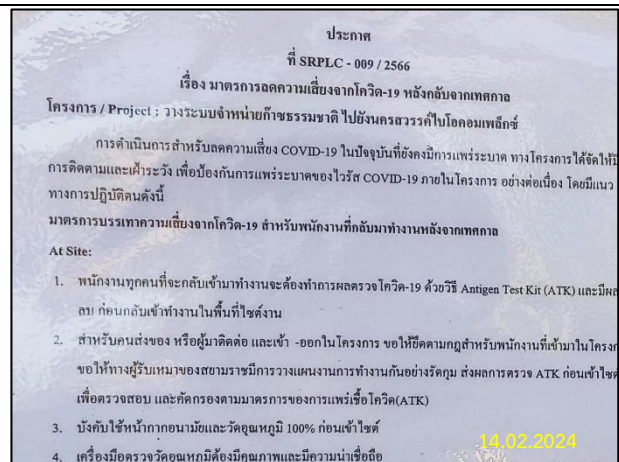 ประกาศ
ที่ SRPLC - 009 / 2566
เรื่อง มาตรการลดความเสี่ยงจากโควิด-19 หลังกลับจากเทศกาล
โครงการ / Project : วางระบบจำหน่ายก๊าซธรรมชาติ ไปยังนครสวรรค์ไบโอคอมเพล็กซ์
การดำเนินการสำหรับลดความเสี่ยง COVID-19 ในปัจจุบันที่ยังคงมีการแพร่ระบาด ทางโครงการได้จัดให้มี
การติดตามและเฝ้าระวัง เพื่อป้องกันการแพร่ระบาดของไวรัส COVID-19 ภายในโครงการ อย่างต่อเนื่อง โดยมีแนว
ทางการปฏิบัติตนดังนี้
มาตรการบรรเทาความเสี่ยงจากโควิด-19 สำหรับพนักงานที่กลับมาทำงานหลังจากเทศกาล
At Site:
1. พนักงานทุกคนที่จะกลับเข้ามาทำงานจะต้องทำการผลตรวจโควิด-19 ด้วยวิธี Antigen Test Kit (ATK) และมีผล
ลบ ก่อนกลับเข้าทำงานในพื้นที่ไซต์งาน
2. สำหรับคนส่งของ หรือผู้มาติดต่อ และเข้า -ออกในโครงการ ขอให้ยึดตามกฎสำหรับพนักงานที่เข้ามาในโครงก
ขอให้ทางผู้รับเหมาของสยามราชมีการวางแผนงานการทำงานกันอย่างรัดกุม ส่งผลการตรวจ ATK ก่อนเข้าไซต
เพื่อตรวจสอบ และคัดกรองตามมาตรการของการแพร่เชื้อโควิด(ATK)
3. บังคับใช้หน้ากากอนามัยและวัดอุณหภูมิ 100% ก่อนเข้าไซต์
4. เครื่องมือตรวจวัดอุณหภูมิต้องมีคุณภาพและมีความน่าเชื่อถือ
14.02.2024